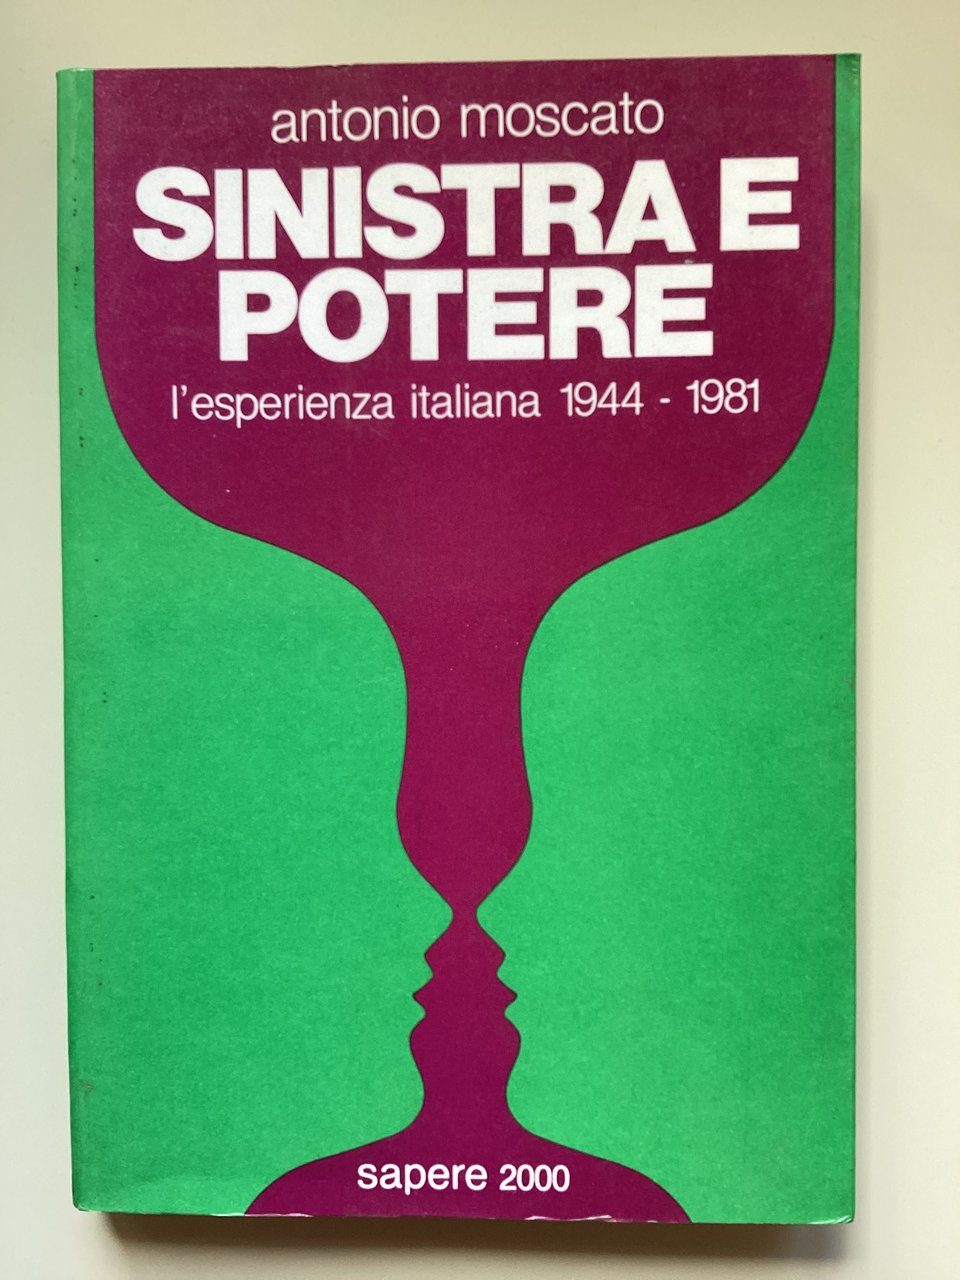 antonio moscato
SINISTRA E
POTERE
l'esperienza italiana 1944 - 1981
sapere 2000